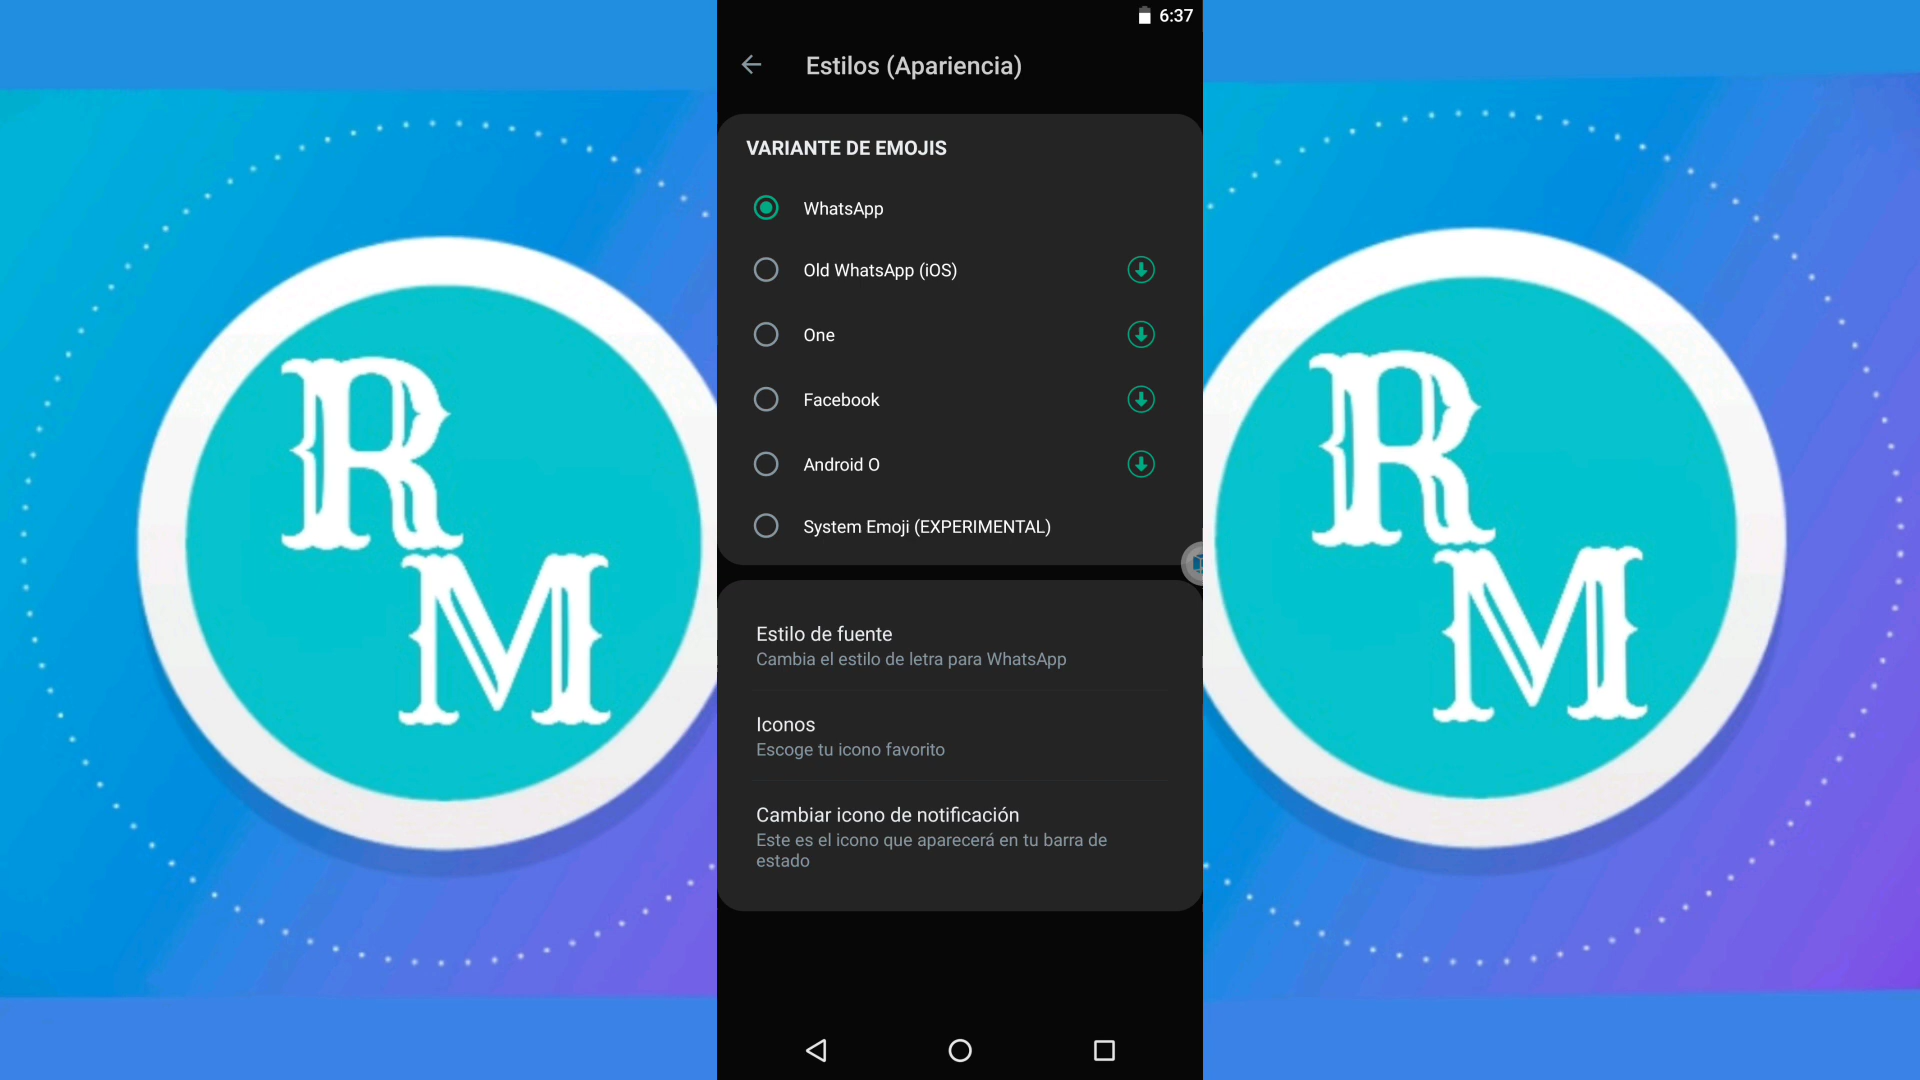 6:37
Estilos (Apariencia)
VARIANTE DE EMOJIS
WhatsApp
Old WhatsApp (iOS)
One
Facebook
Android O
System Emoji (EXPERIMENTAL)
Estilo de fuente
Cambia el estilo de letra para WhatsApp
Iconos
Escoge tu icono favorito
Cambiar icono de notificación
Este es el icono que aparecerá en tu barra de
estado
R
M
R
M